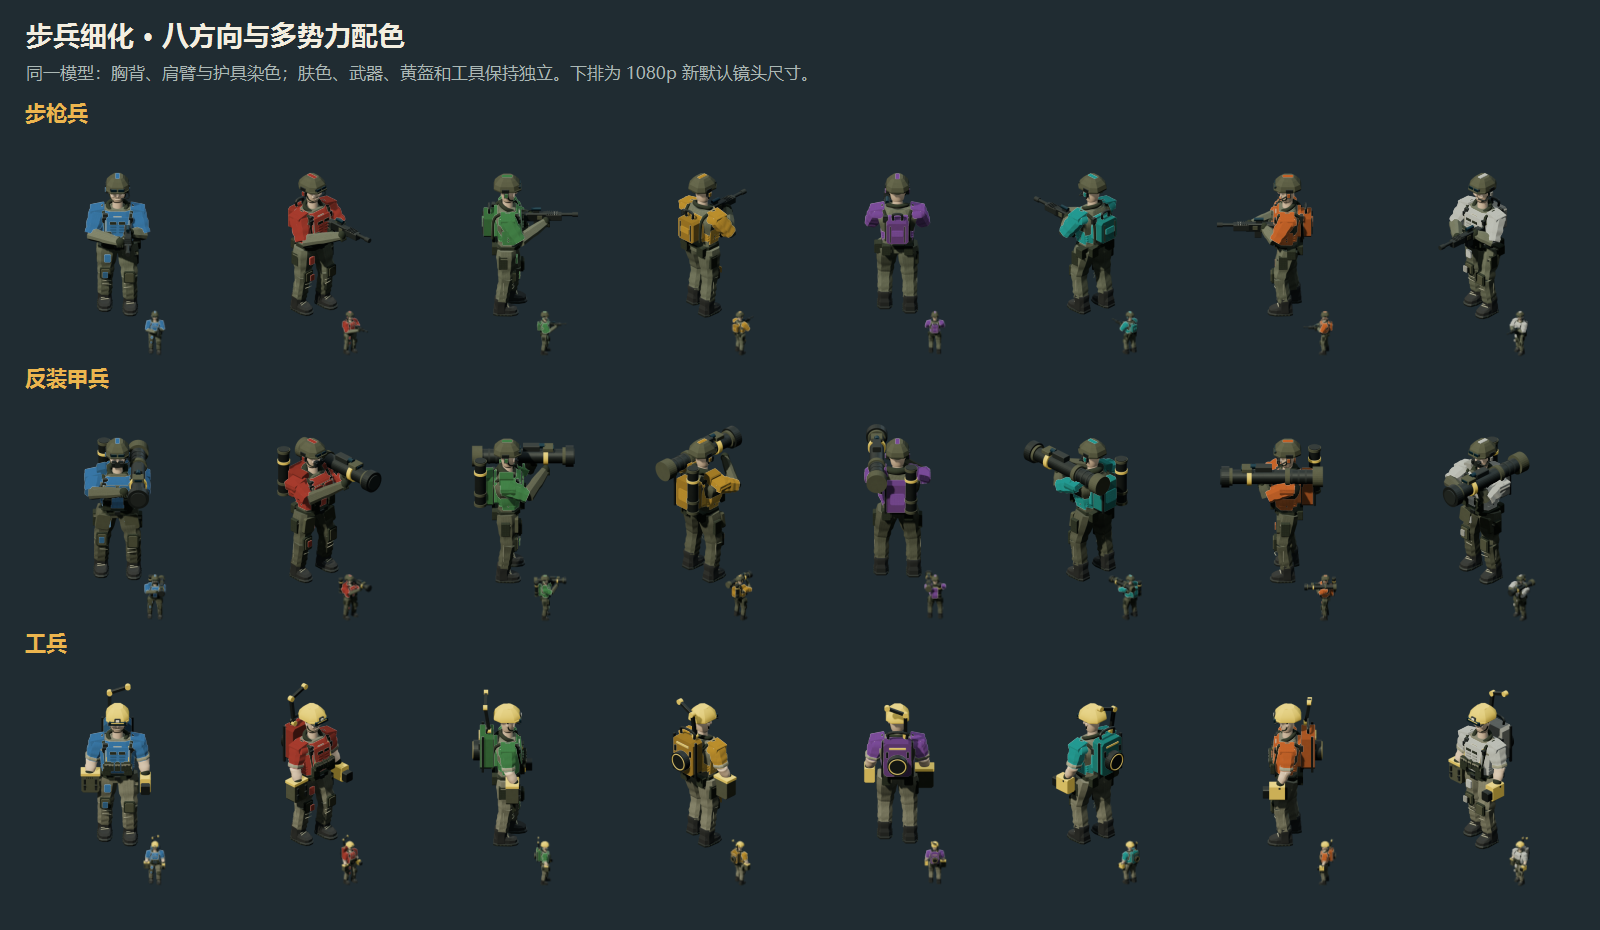 步兵细化・八方向与多势力配色
同一模型：胸背、肩臂与护具染色；肤色、武器、黄盔和工具保持独立。下排为 1080p 新默认镜头尺寸。
步枪兵
反装甲兵
工兵